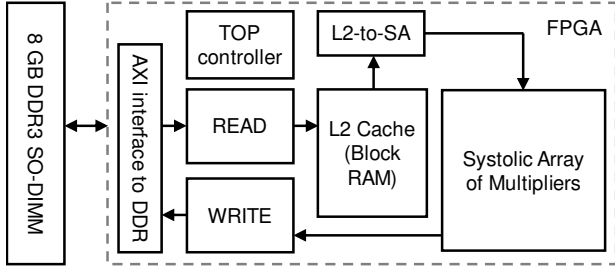 8 GB DDR3 SO-DIMM
AXI interface to DDR
TOP
controller
READ
WRITE
L2-to-SA
L2 Cache
(Block
RAM)
FPGA
Systolic Array
of Multipliers